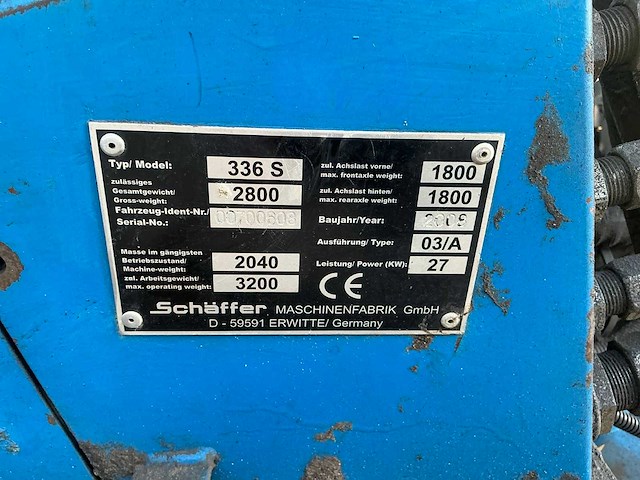 Typ/ Model: 336 S
zulässiges
Gesamtgewicht/
Gross-weight: 2800
Fahrzeug-Ident-Nr./
Serial-No.:
Masse im gängigsten
Betriebszustand/
Machine-weight: 2040
zul. Arbeitsgewicht/
max. operating weight: 3200
zul. Achslast vorne/
max. frontaxle weight: 1800
zul. Achslast hinten/
max. rearaxle weight: 1800
Baujahr/Year: 2009
Ausführung/ Type: 03/A
Leistung/ Power (KW): 27
CE
Schäffer MASCHINENFABRIK GmbH
D - 59591 ERWITTE/ Germany